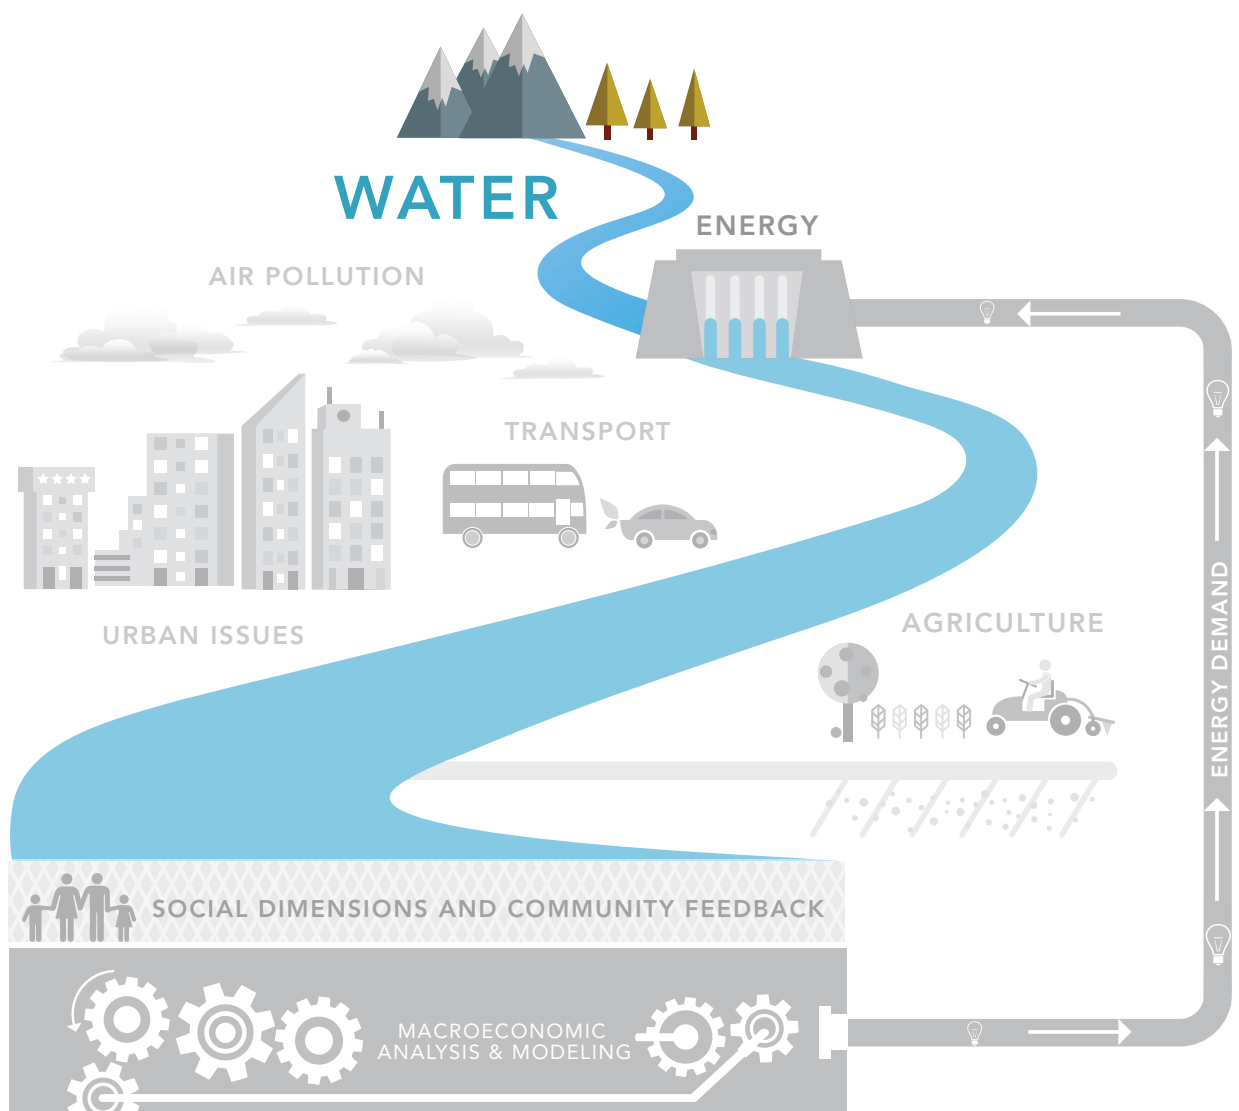 WATER
ENERGY
AIR POLLUTION
TRANSPORT
URBAN ISSUES
AGRICULTURE
ENERGY DEMAND
SOCIAL DIMENSIONS AND COMMUNITY FEEDBACK
MACROECONOMIC
ANALYSIS & MODELING